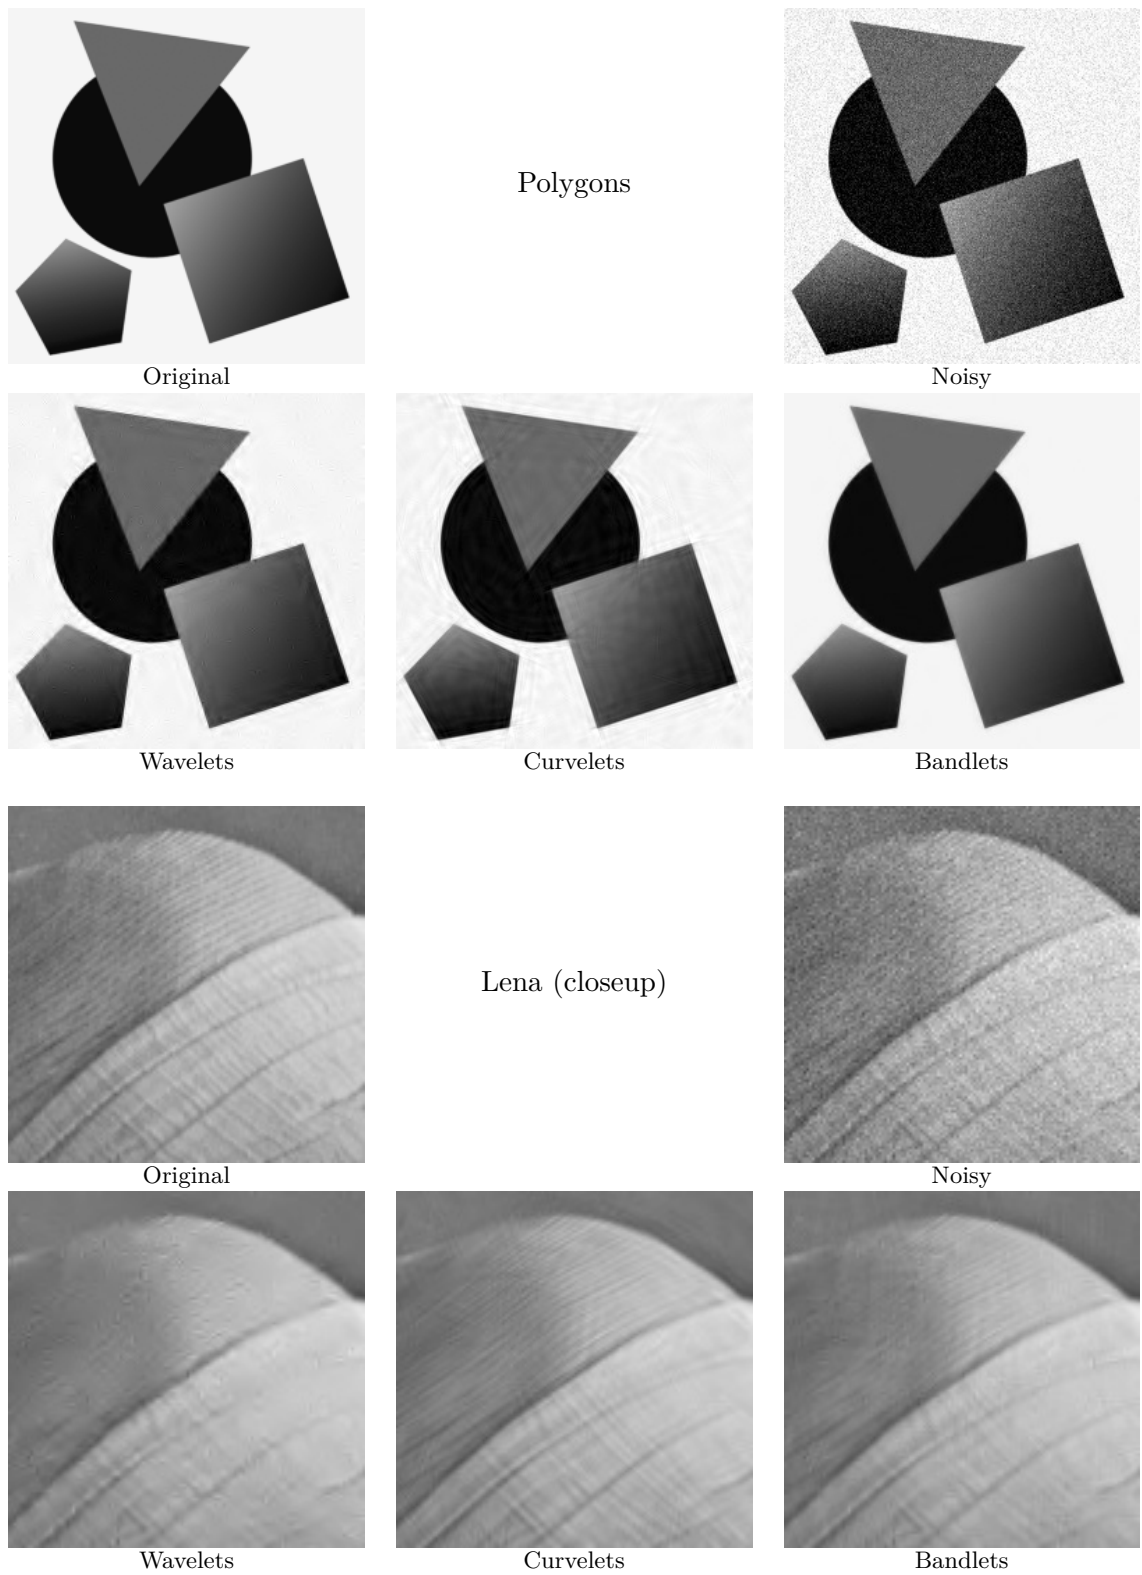 Polygons
Original
Noisy
Wavelets
Curvelets
Bandlets
Lena (closeup)
Original
Noisy
Wavelets
Curvelets
Bandlets